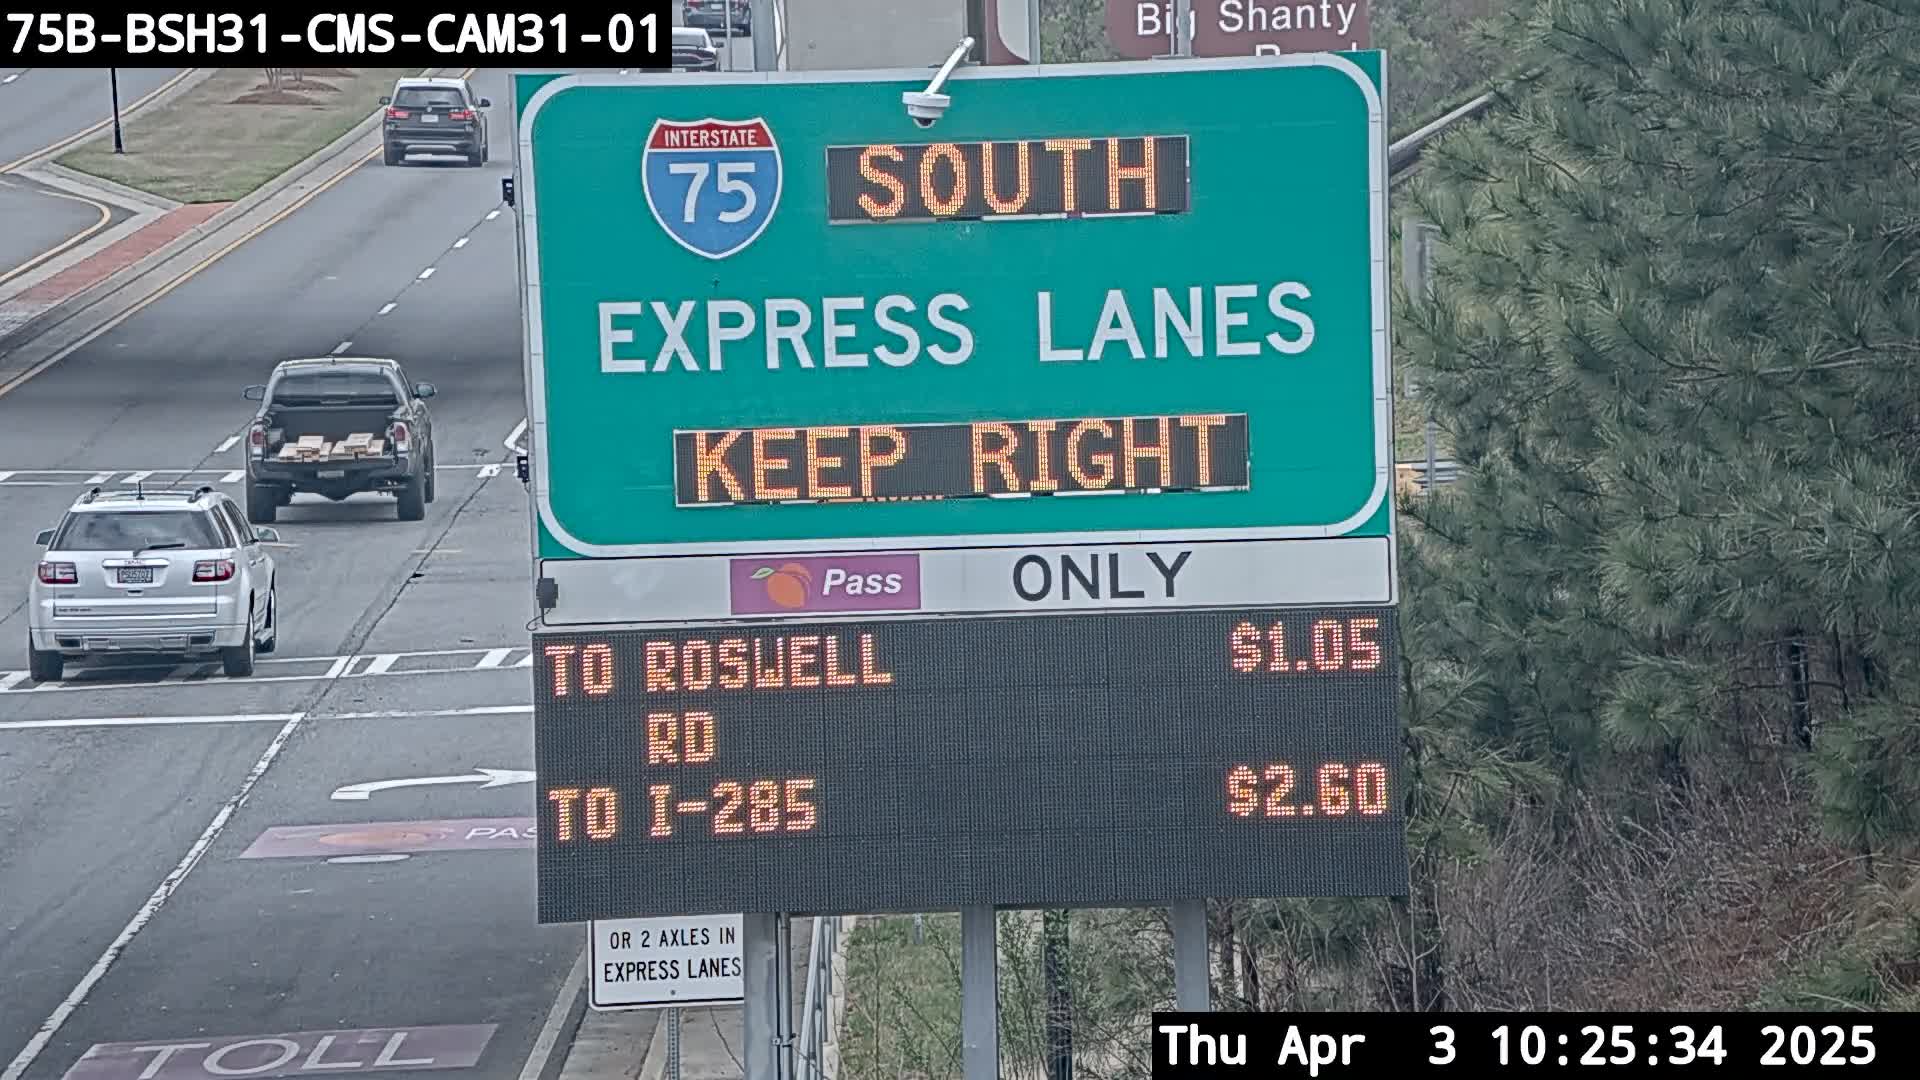 75B-BSH31-CMS-CAM31-01
Big Shanty
Road
INTERSTATE
75
SOUTH
EXPRESS LANES
KEEP RIGHT
Pass ONLY
TO ROSWELL $1.05
RD
TO I-285 $2.60
PAS
OR 2 AXLES IN
EXPRESS LANES
TOLL
Thu Apr 3 10:25:34 2025